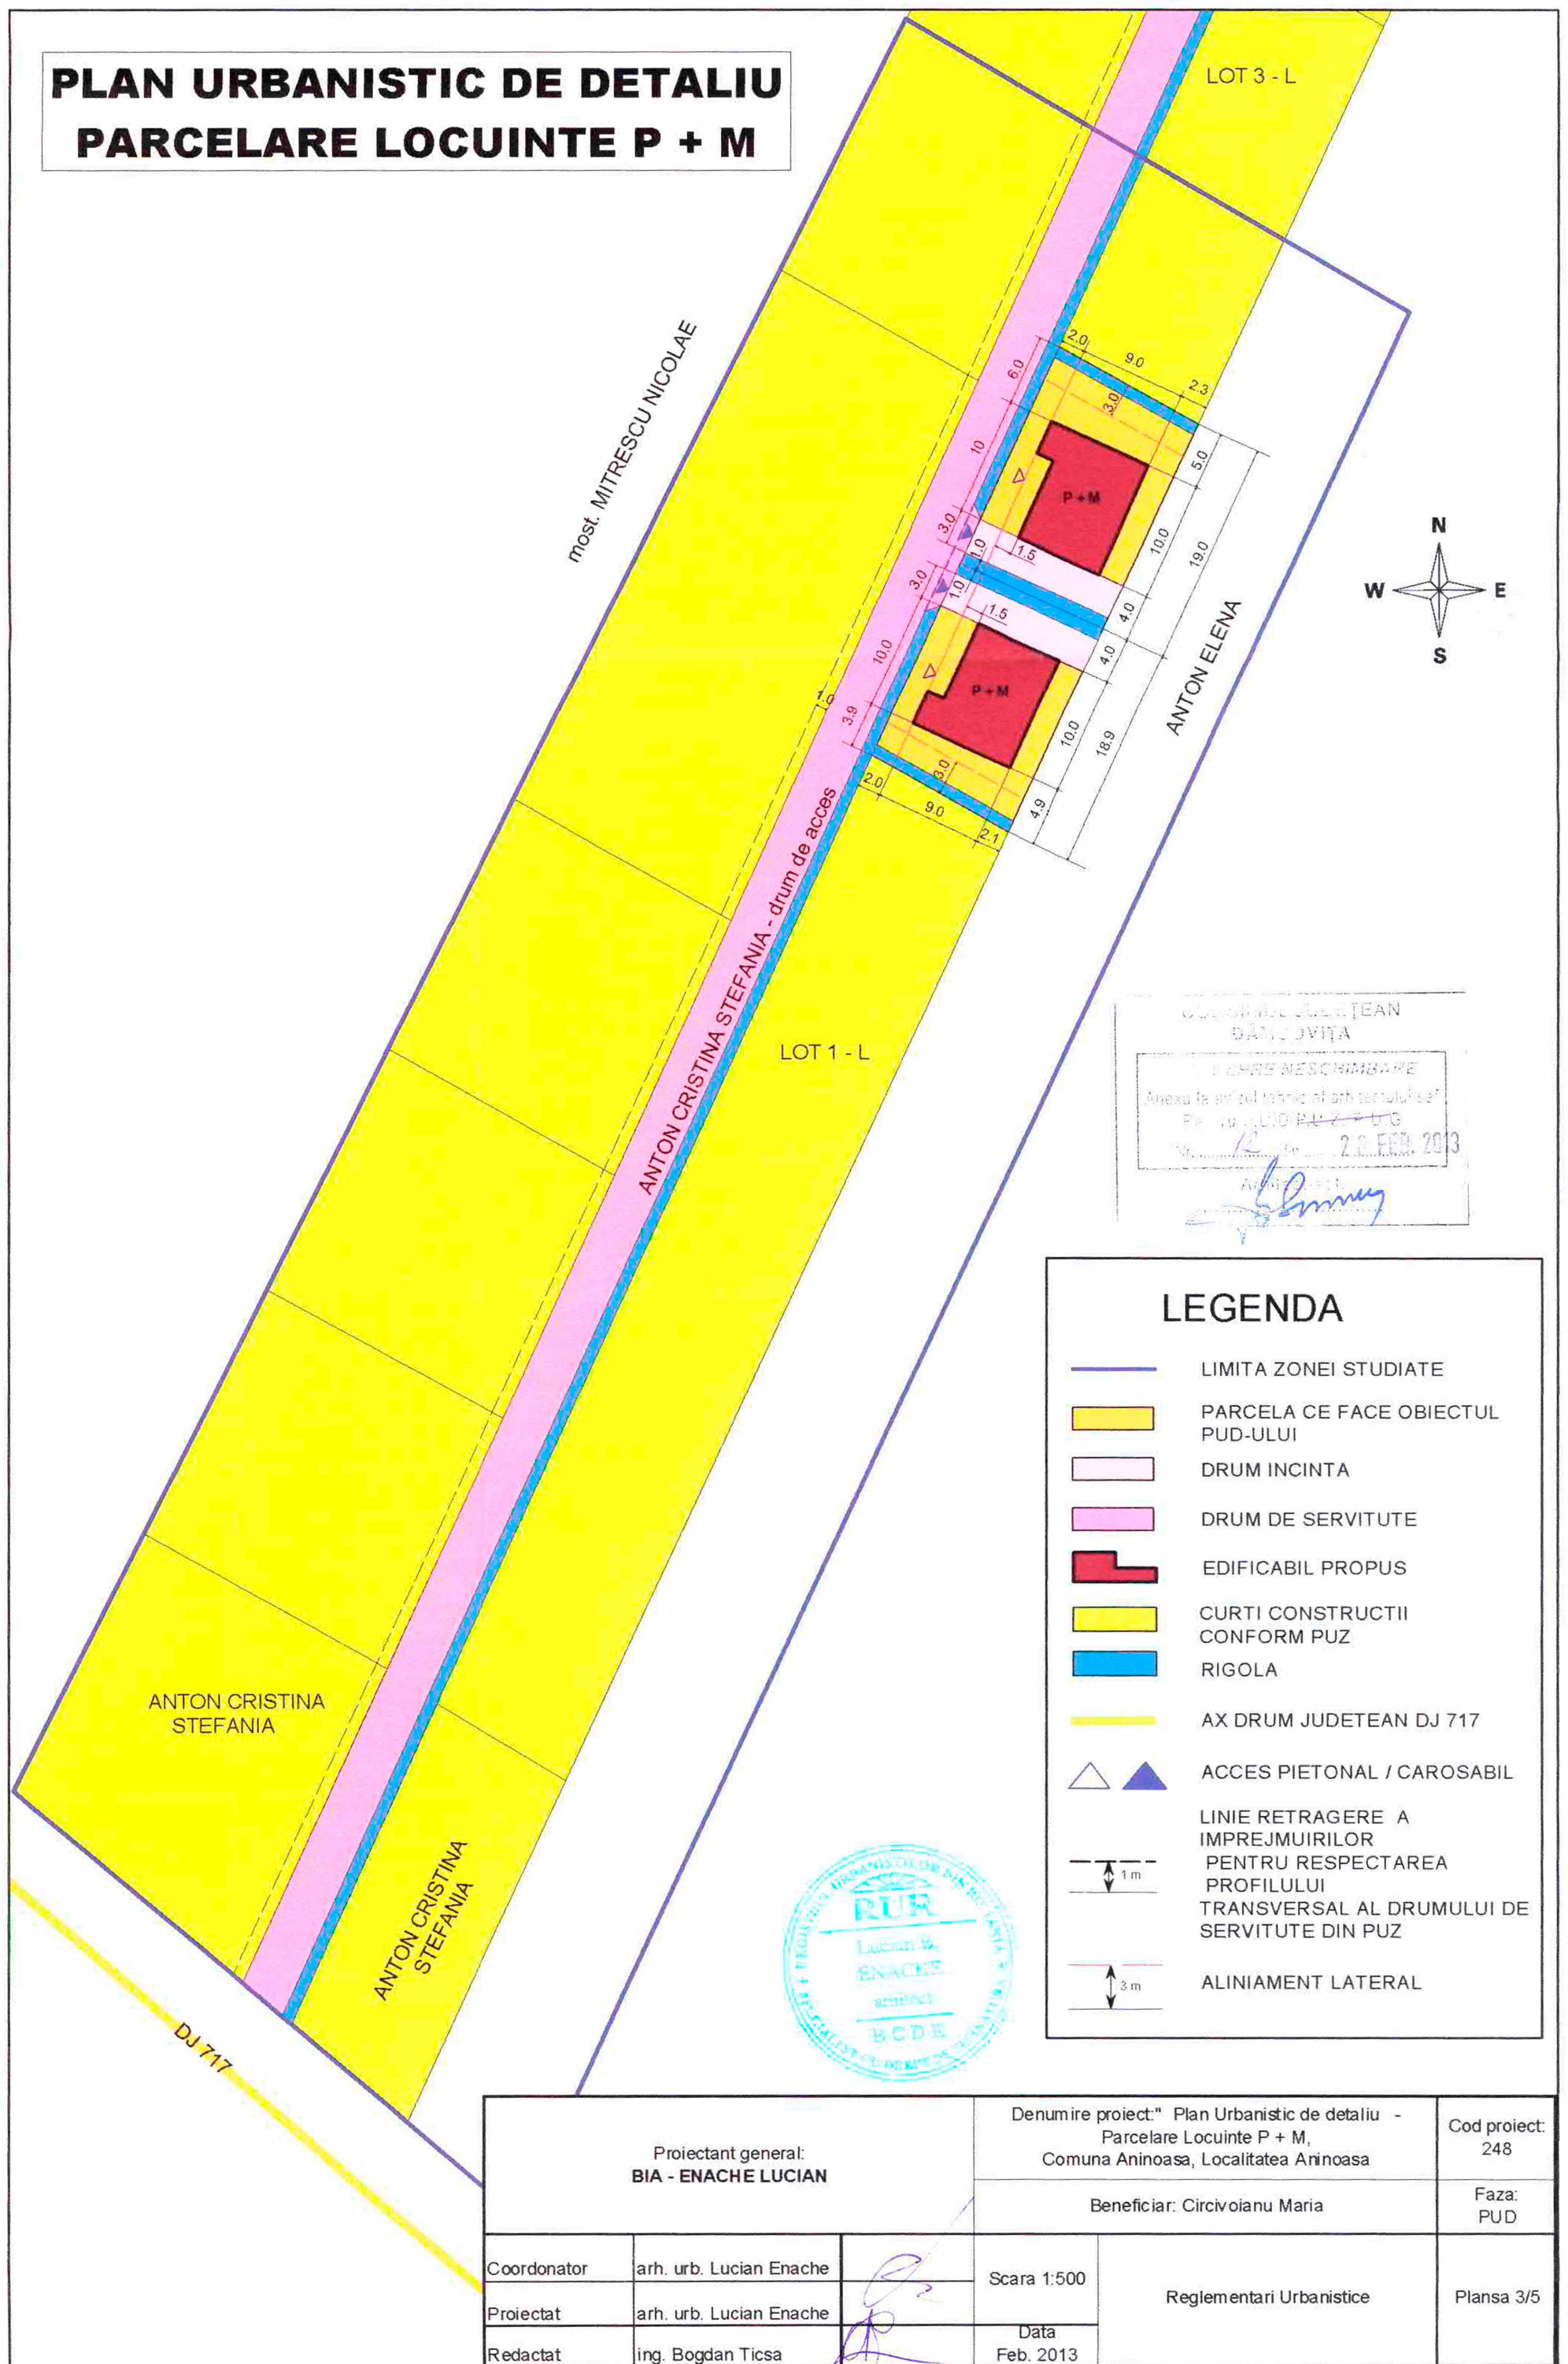 PLAN URBANISTIC DE DETALIU
PARCELARE LOCUINTE P + M
LOT 3 - L
most. MITRESCU NICOLAE
2.0
9.0
2.3
6.0
3.0
10
5.0
P + M
3.0
1.0
1.5
10.0
19.0
3.0
1.0
1.5
4.0
4.0
10.0
P + M
1.0
3.9
10.0
18.9
2.0
3.0
9.0
2.1
4.9
ANTON ELENA
N
W
E
S
ANTON CRISTINA STEFANIA - drum de acces
LOT 1 - L
DÂMBOVIȚA
NESCHIMBARE
FEB. 2013
LEGENDA
LIMITA ZONEI STUDIATE
PARCELA CE FACE OBIECTUL
PUD-ULUI
DRUM INCINTA
DRUM DE SERVITUTE
EDIFICABIL PROPUS
CURTI CONSTRUCTII
CONFORM PUZ
RIGOLA
AX DRUM JUDETEAN DJ 717
ACCES PIETONAL / CAROSABIL
LINIE RETRAGERE A
IMPREJMUIRILOR
PENTRU RESPECTAREA
1 m
PROFILULUI
TRANSVERSAL AL DRUMULUI DE
SERVITUTE DIN PUZ
3 m
ALINIAMENT LATERAL
ANTON CRISTINA
STEFANIA
ANTON CRISTINA
STEFANIA
DJ 717
RUR
Lucian
ENACHE
arhitect
B C D E
Proiectant general:
BIA - ENACHE LUCIAN
Denumire proiect:" Plan Urbanistic de detaliu -
Parcelare Locuinte P + M,
Comuna Aninoasa, Localitatea Aninoasa
Cod proiect:
248
Beneficiar: Circivoianu Maria
Faza:
PUD
Coordonator
arh. urb. Lucian Enache
Scara 1:500
Reglementari Urbanistice
Plansa 3/5
Proiectat
arh. urb. Lucian Enache
Data
Feb. 2013
Redactat
ing. Bogdan Ticsa